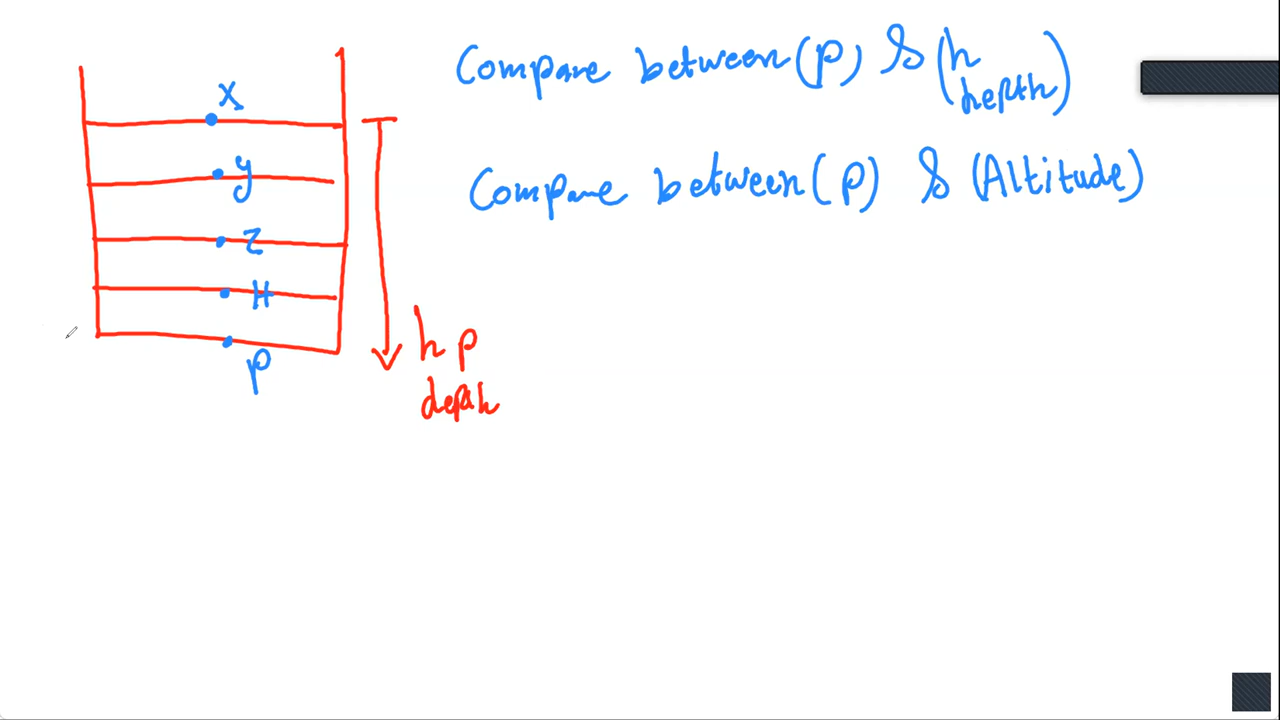 Compare between (p) & (h
depth)
Compare between (p) & (Altitude)
X
y
z
H
p
h p
depth